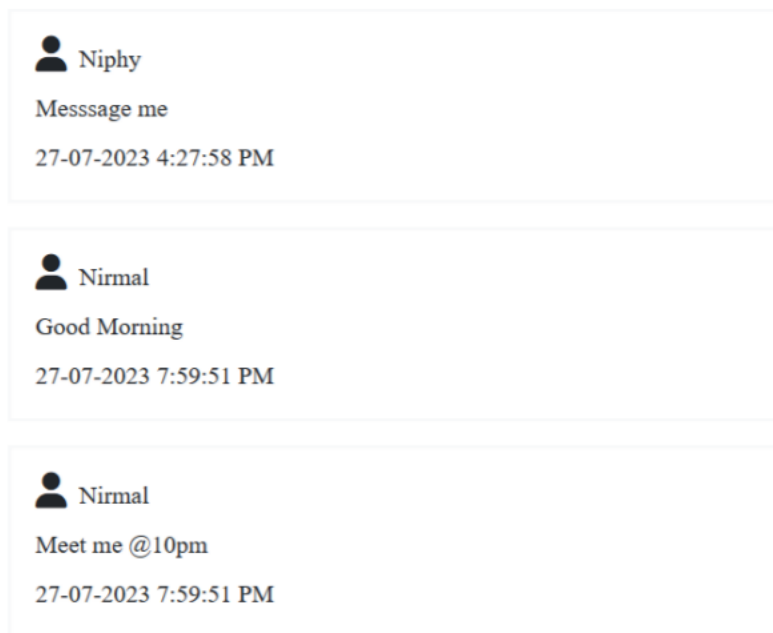 Niphy
Messsage me
27-07-2023 4:27:58 PM
Nirmal
Good Morning
27-07-2023 7:59:51 PM
Nirmal
Meet me @10pm
27-07-2023 7:59:51 PM